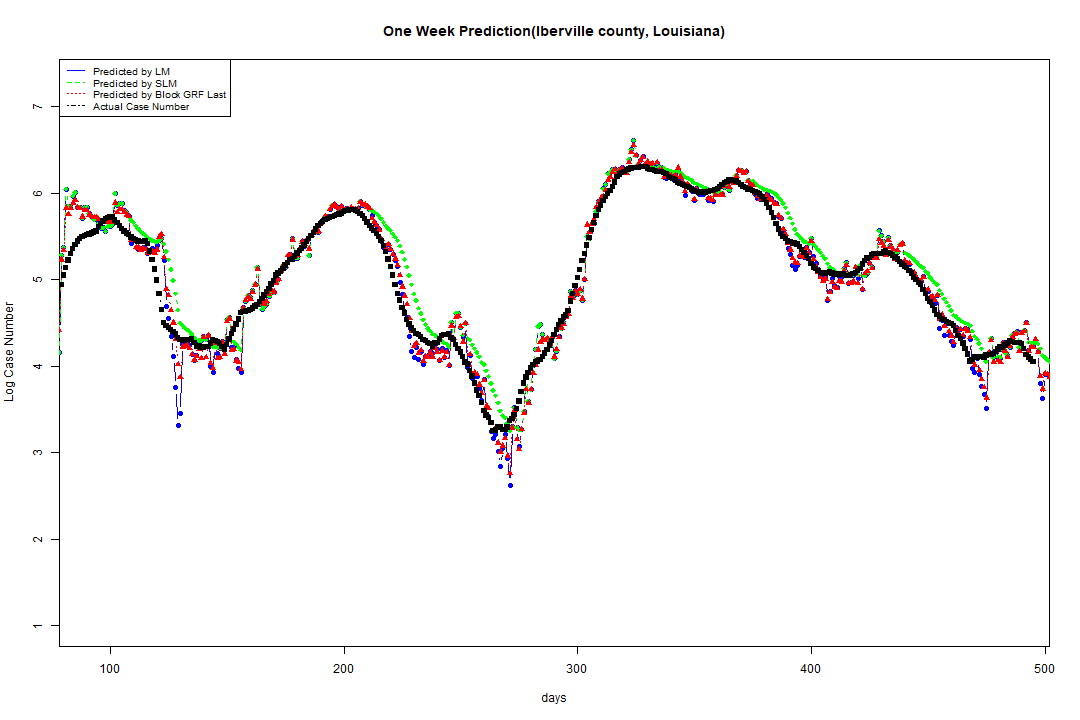 One Week Prediction(Iberville county, Louisiana)
Predicted by LM
Predicted by SLM
Predicted by Block GRF Last
Actual Case Number
Log Case Number
7
6
5
4
3
2
1
100 200 300 400 500
days